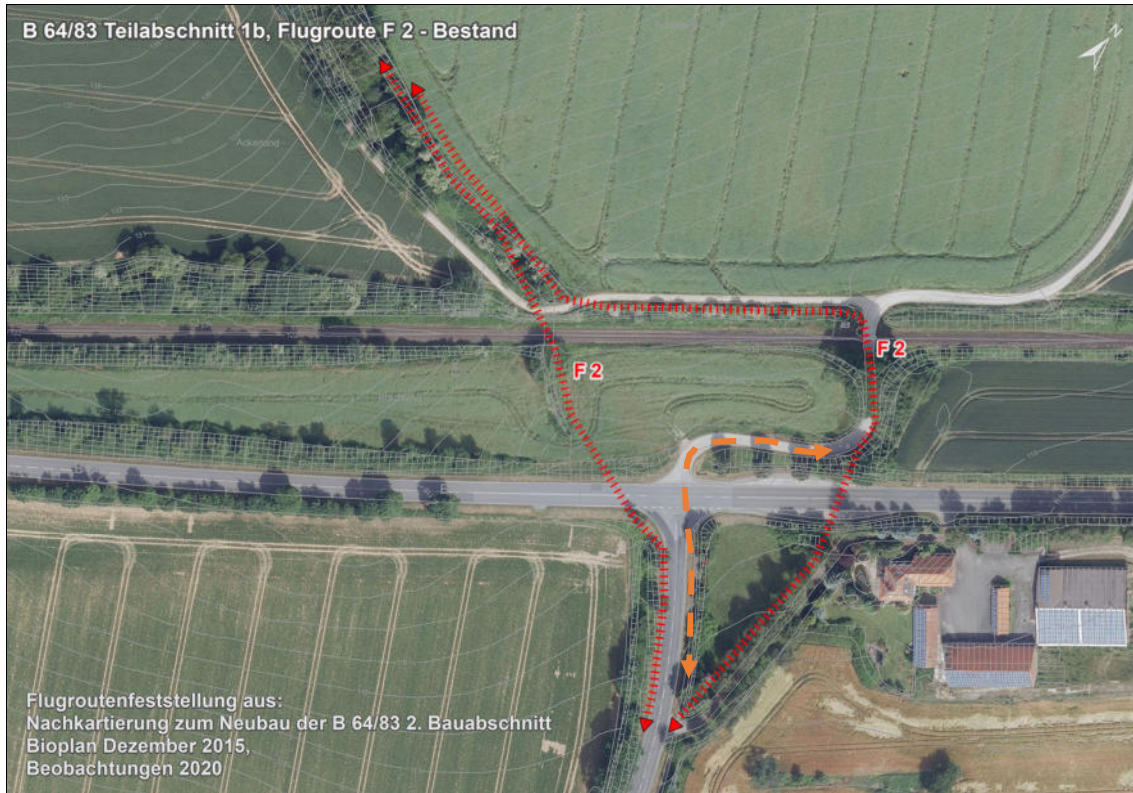 B 64/83 Teilabschnitt 1b, Flugroute F 2 - Bestand
N
Ackerland
F 2
F 2
Flugroutenfeststellung aus:
Nachkartierung zum Neubau der B 64/83 2. Bauabschnitt
Bioplan Dezember 2015,
Beobachtungen 2020